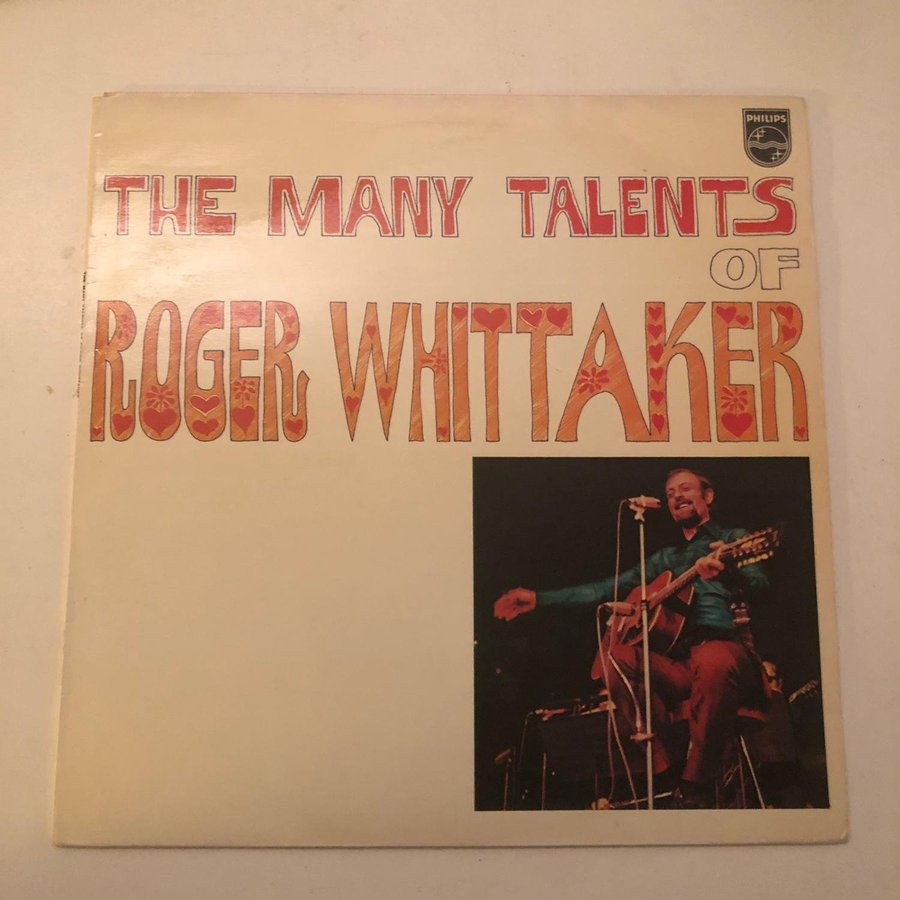 PHILIPS
THE MANY TALENTS
OF
ROGER WHITTAKER